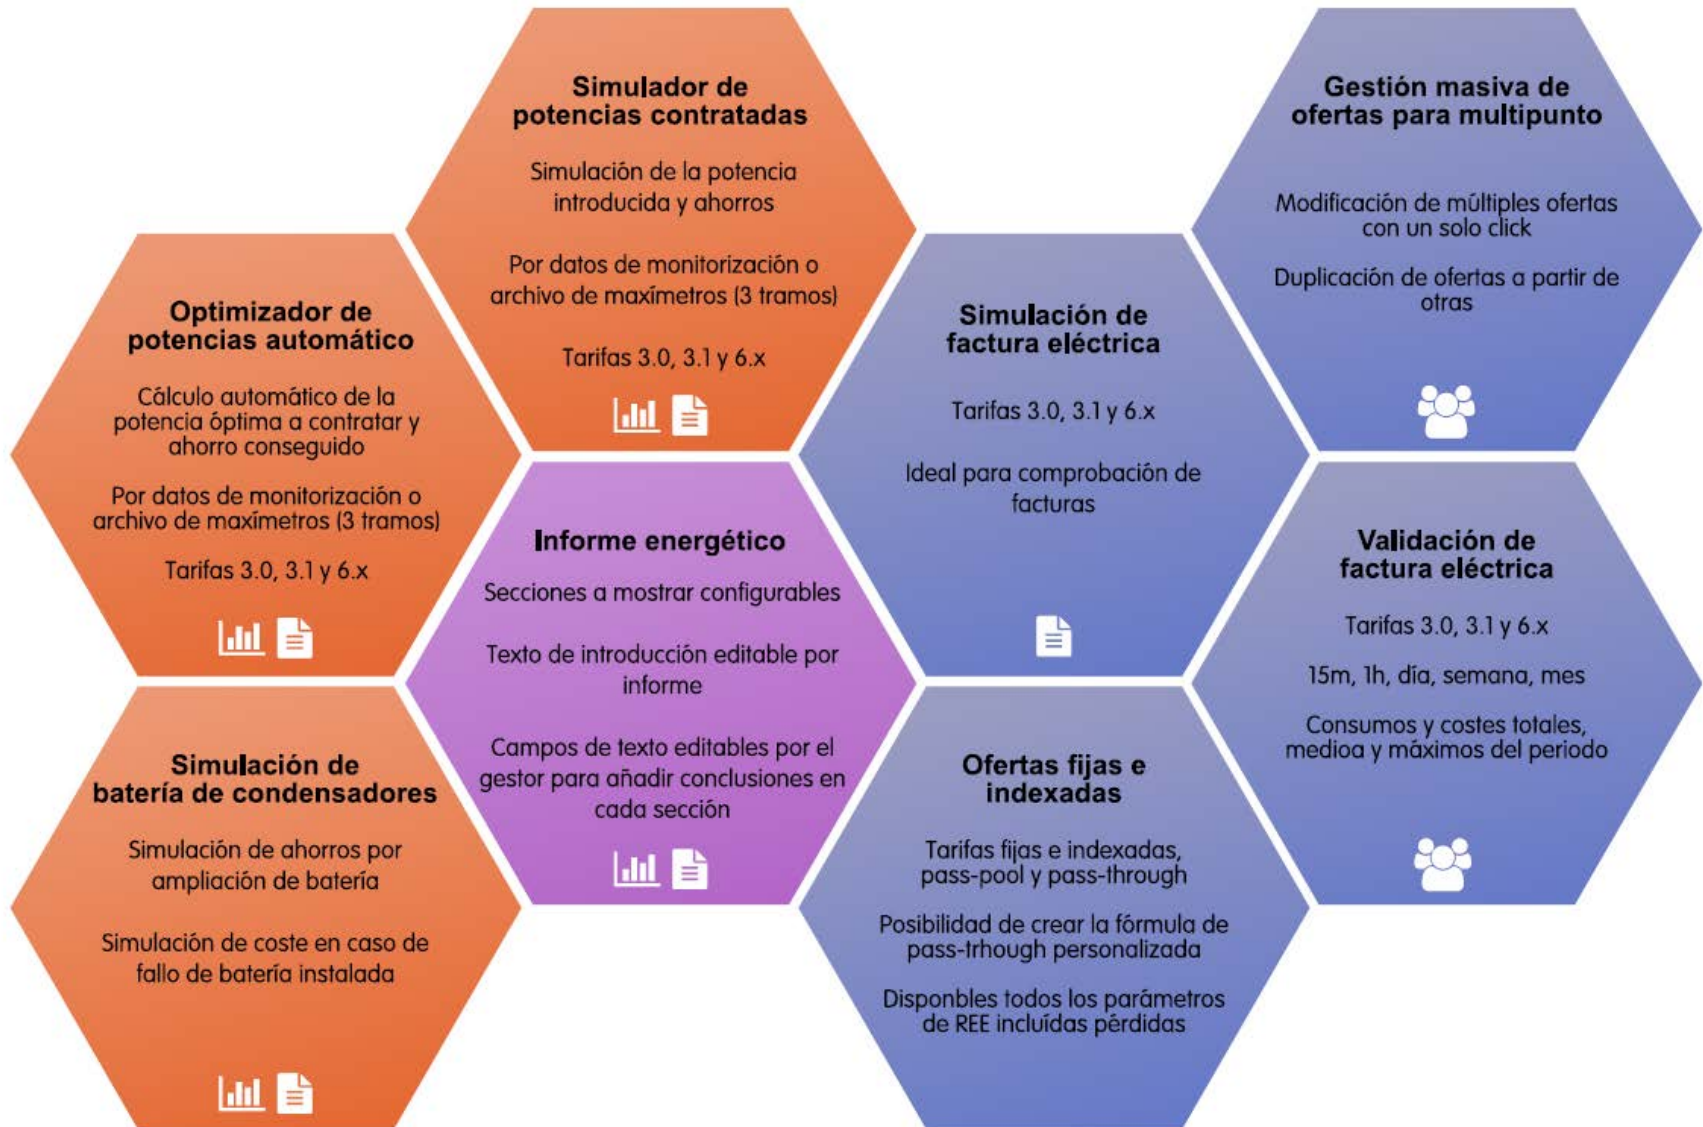 Simulador de
potencias contratadas
Simulación de la potencia
introducida y ahorros
Por datos de monitorización o
archivo de maxímetros (3 tramos)
Tarifas 3.0, 3.1 y 6.x
Gestión masiva de
ofertas para multipunto
Modificación de múltiples ofertas
con un solo click
Duplicación de ofertas a partir de
otras
Optimizador de
potencias automático
Cálculo automático de la
potencia óptima a contratar y
ahorro conseguido
Por datos de monitorización o
archivo de maxímetros (3 tramos)
Tarifas 3.0, 3.1 y 6.x
Simulación de
factura eléctrica
Tarifas 3.0, 3.1 y 6.x
Ideal para comprobación de
facturas
Informe energético
Secciones a mostrar configurables
Texto de introducción editable por
informe
Campos de texto editables por el
gestor para añadir conclusiones en
cada sección
Validación de
factura eléctrica
Tarifas 3.0, 3.1 y 6.x
15m, 1h, día, semana, mes
Consumos y costes totales,
medioa y máximos del periodo
Simulación de
batería de condensadores
Simulación de ahorros por
ampliación de batería
Simulación de coste en caso de
fallo de batería instalada
Ofertas fijas e
indexadas
Tarifas fijas e indexadas,
pass-pool y pass-through
Posibilidad de crear la fórmula de
pass-trhough personalizada
Disponbles todos los parámetros
de REE incluídas pérdidas